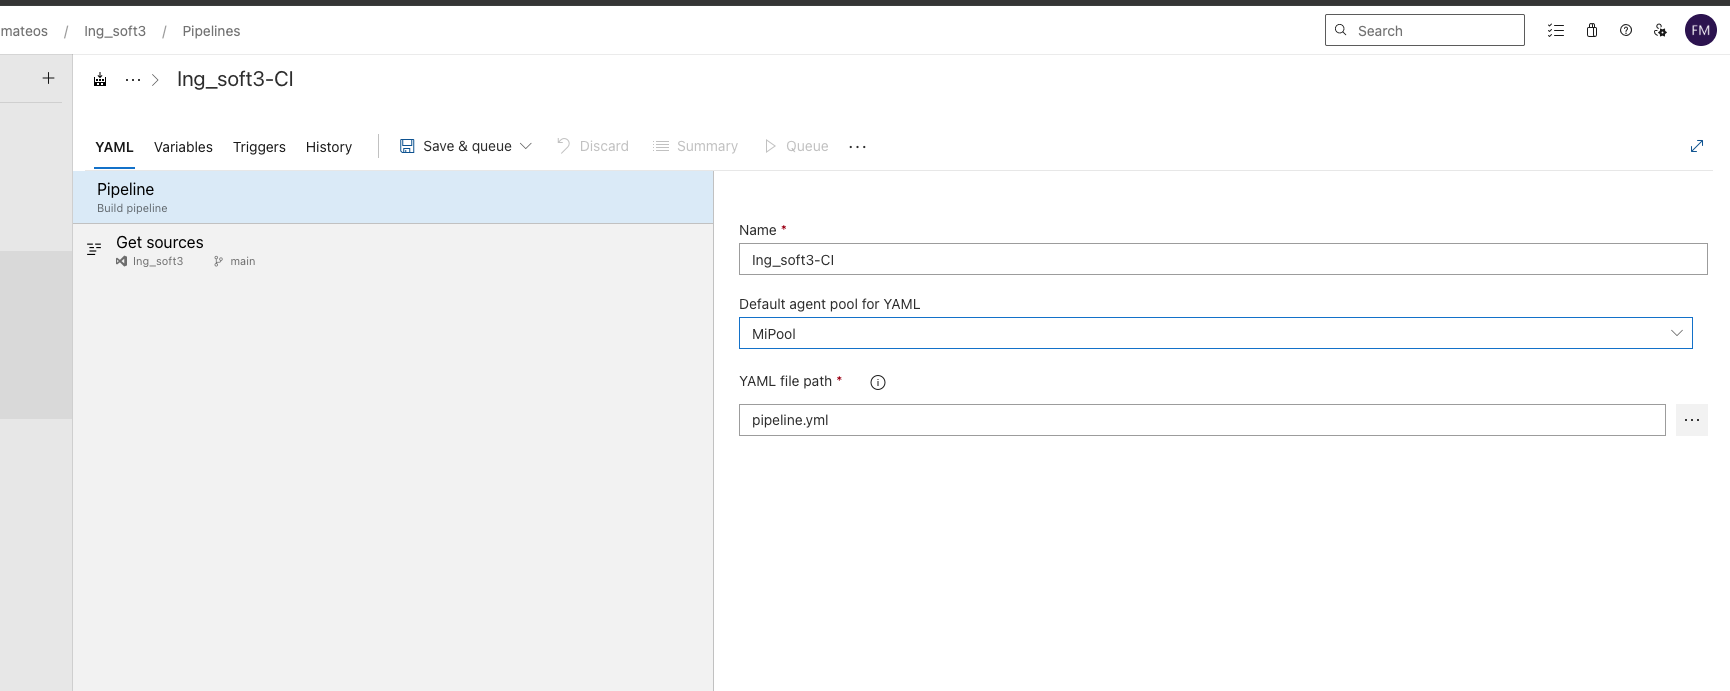 mateos / Ing_soft3 / Pipelines
Search
FM
Ing_soft3-CI
YAML Variables Triggers History Save & queue Discard Summary Queue
Pipeline
Build pipeline
Get sources
Ing_soft3 main
Name *
Ing_soft3-CI
Default agent pool for YAML
MiPool
YAML file path *
pipeline.yml